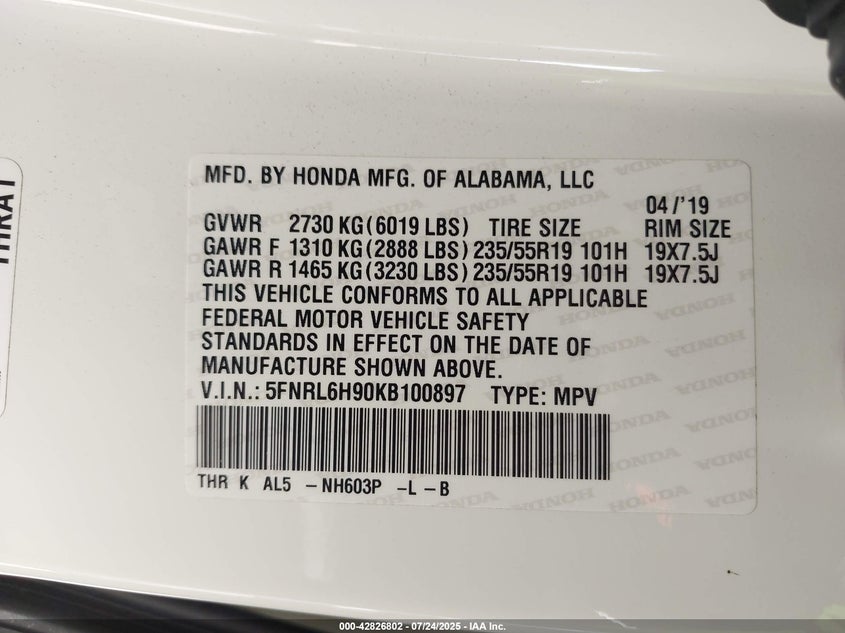 MFD. BY HONDA MFG. OF ALABAMA, LLC
04/'19
GVWR 2730 KG(6019 LBS) TIRE SIZE RIM SIZE
GAWR F 1310 KG(2888 LBS) 235/55R19 101H 19X7.5J
GAWR R 1465 KG(3230 LBS) 235/55R19 101H 19X7.5J
THIS VEHICLE CONFORMS TO ALL APPLICABLE
FEDERAL MOTOR VEHICLE SAFETY
STANDARDS IN EFFECT ON THE DATE OF
MANUFACTURE SHOWN ABOVE.
V.I.N.: 5FNRL6H90KB100897 TYPE: MPV
THR K AL5 -NH603P -L -B
THRA1
000-42826802 - 07/24/2025 - IAA Inc.